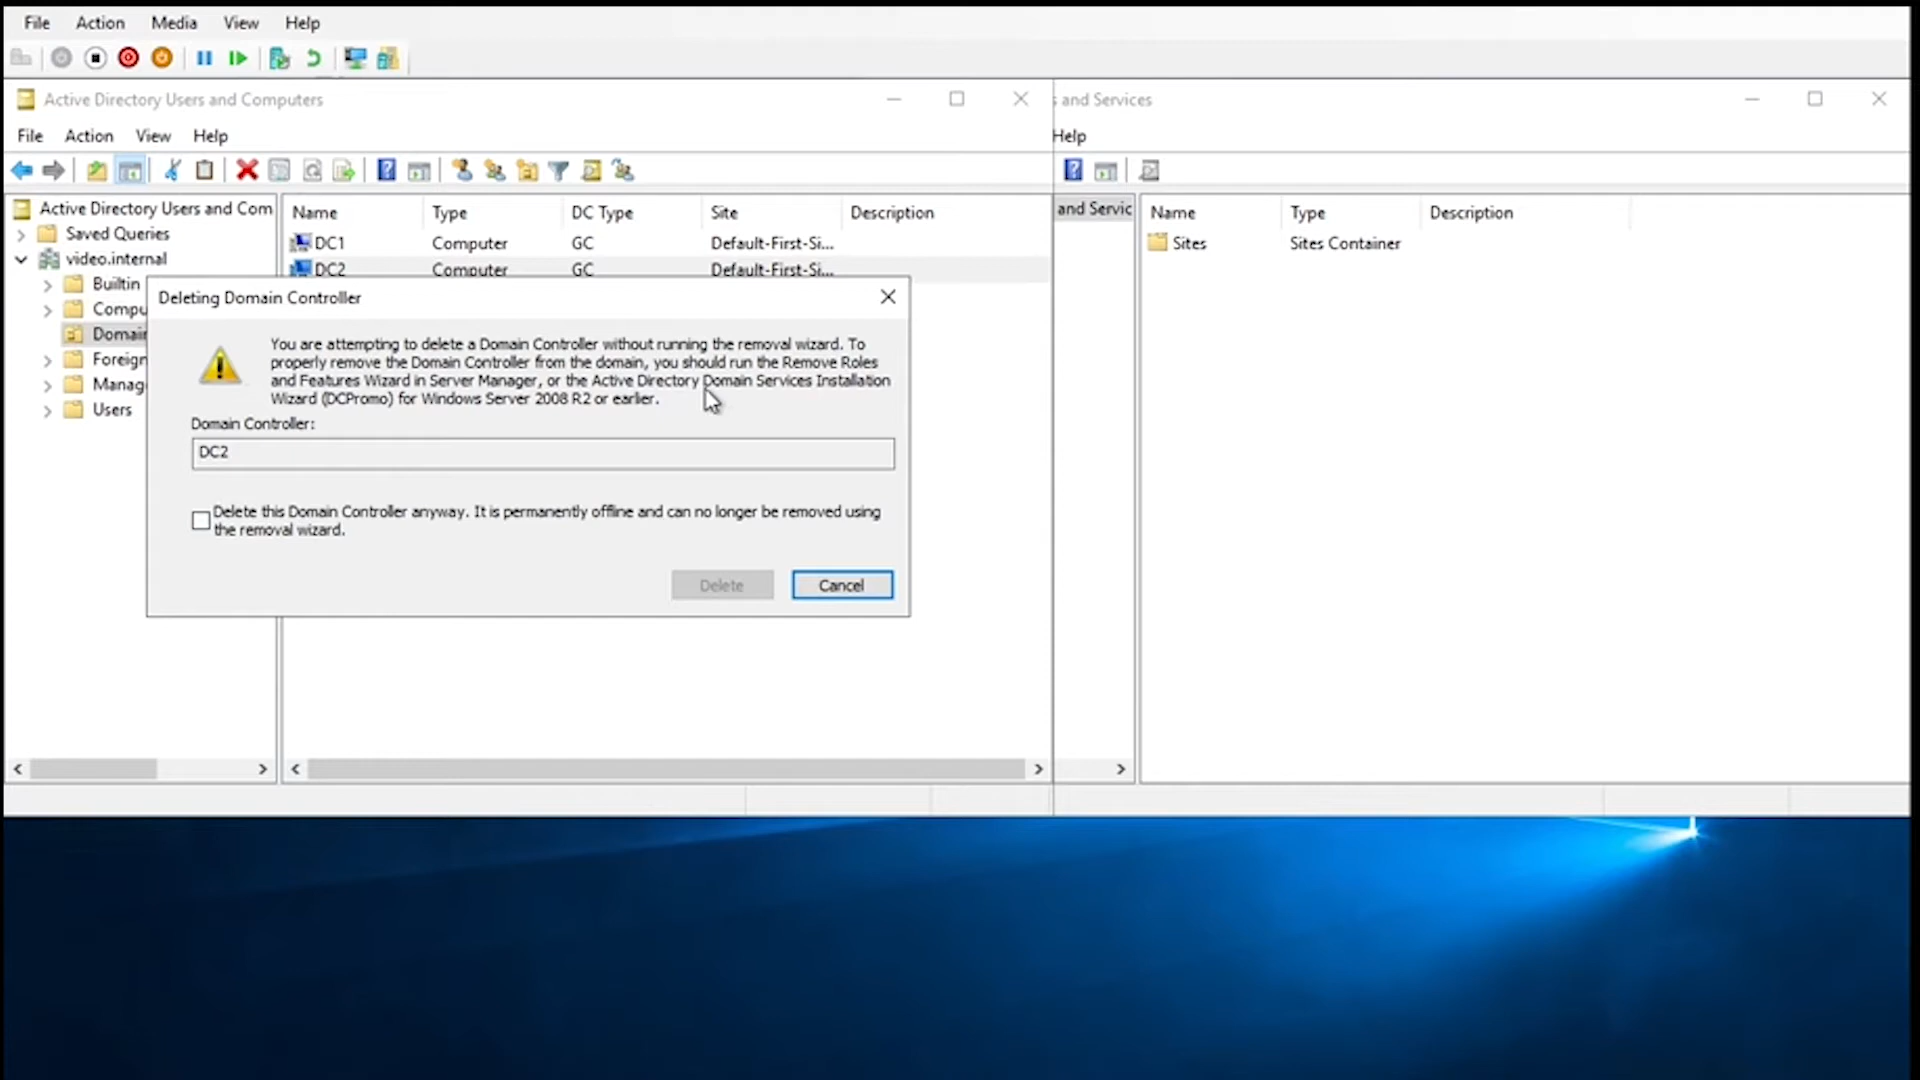 File Action Media View Help
Active Directory Users and Computers
s and Services
File Action View Help
Help
Active Directory Users and Com
Name Type DC Type Site Description
and Servic
Name Type Description
Saved Queries
DC1 Computer GC Default-First-Si...
Sites Sites Container
video.internal
DC2 Computer GC Default-First-Si...
Builtin
Compu
Domain
Foreign
Manag
Users
Deleting Domain Controller
You are attempting to delete a Domain Controller without running the removal wizard. To
properly remove the Domain Controller from the domain, you should run the Remove Roles
and Features Wizard in Server Manager, or the Active Directory Domain Services Installation
Wizard (DCPromo) for Windows Server 2008 R2 or earlier.
Domain Controller:
DC2
Delete this Domain Controller anyway. It is permanently offline and can no longer be removed using
the removal wizard.
Delete Cancel